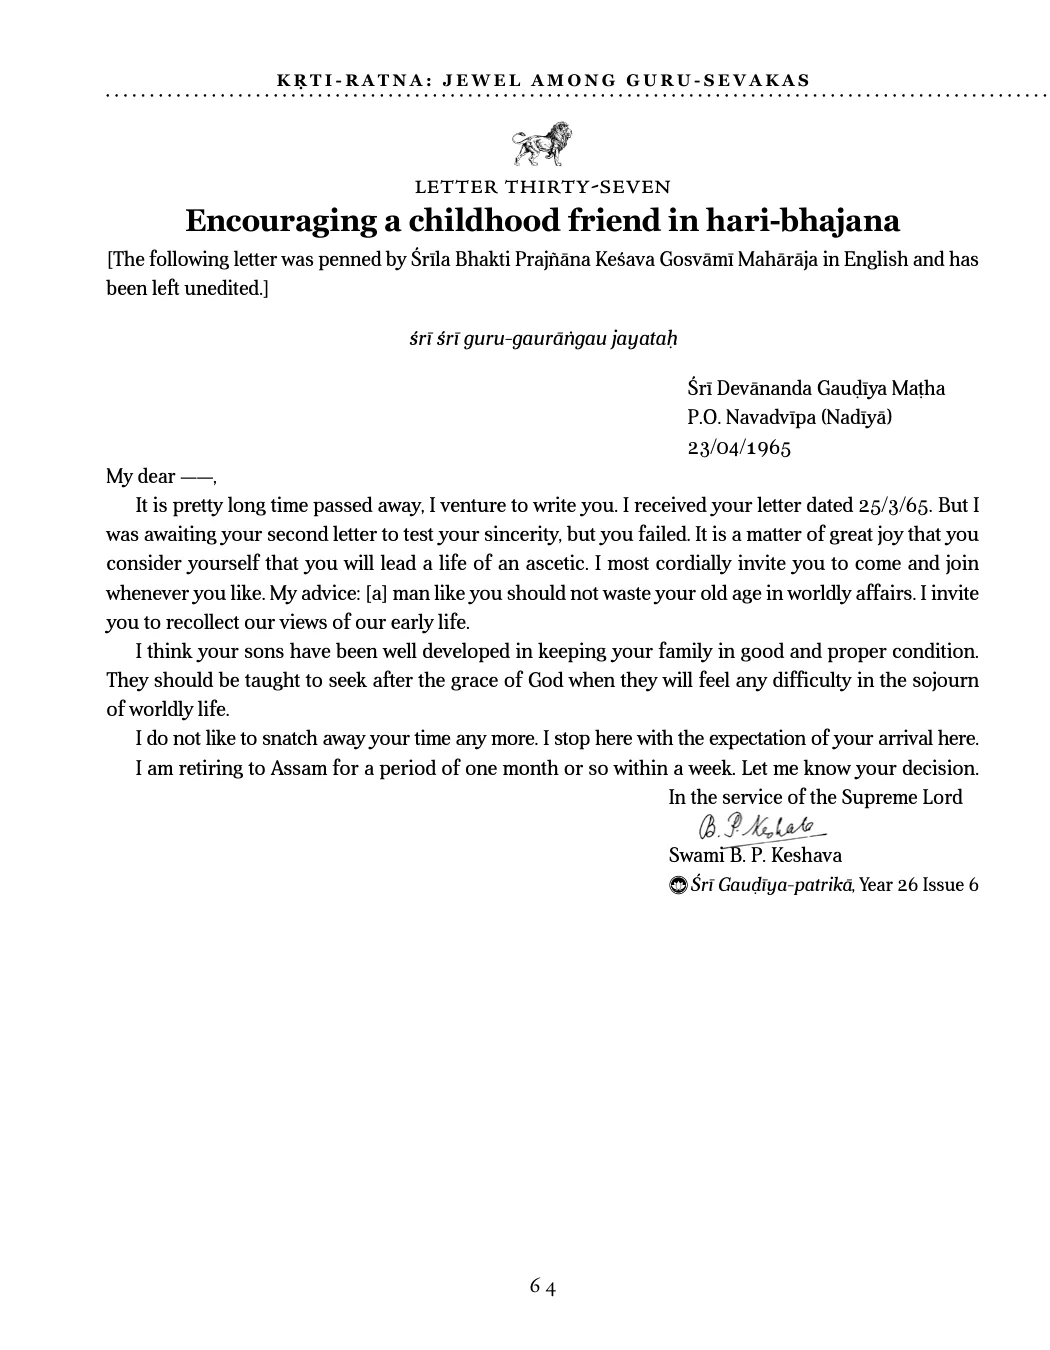 KṚTI-RATNA: JEWEL AMONG GURU-SEVAKAS
LETTER THIRTY-SEVEN
Encouraging a childhood friend in hari-bhajana
[The following letter was penned by Śrīla Bhakti Prajñāna Keśava Gosvāmī Mahārāja in English and has
been left unedited.]
śrī śrī guru-gaurāṅgau jayataḥ
Śrī Devānanda Gauḍīya Maṭha
P.O. Navadvīpa (Nadīyā)
23/04/1965
My dear ——,
It is pretty long time passed away, I venture to write you. I received your letter dated 25/3/65. But I
was awaiting your second letter to test your sincerity, but you failed. It is a matter of great joy that you
consider yourself that you will lead a life of an ascetic. I most cordially invite you to come and join
whenever you like. My advice: [a] man like you should not waste your old age in worldly affairs. I invite
you to recollect our views of our early life.
I think your sons have been well developed in keeping your family in good and proper condition.
They should be taught to seek after the grace of God when they will feel any difficulty in the sojourn
of worldly life.
I do not like to snatch away your time any more. I stop here with the expectation of your arrival here.
I am retiring to Assam for a period of one month or so within a week. Let me know your decision.
In the service of the Supreme Lord
B. P. Keshava
Swami B. P. Keshava
Śrī Gauḍīya-patrikā, Year 26 Issue 6
64